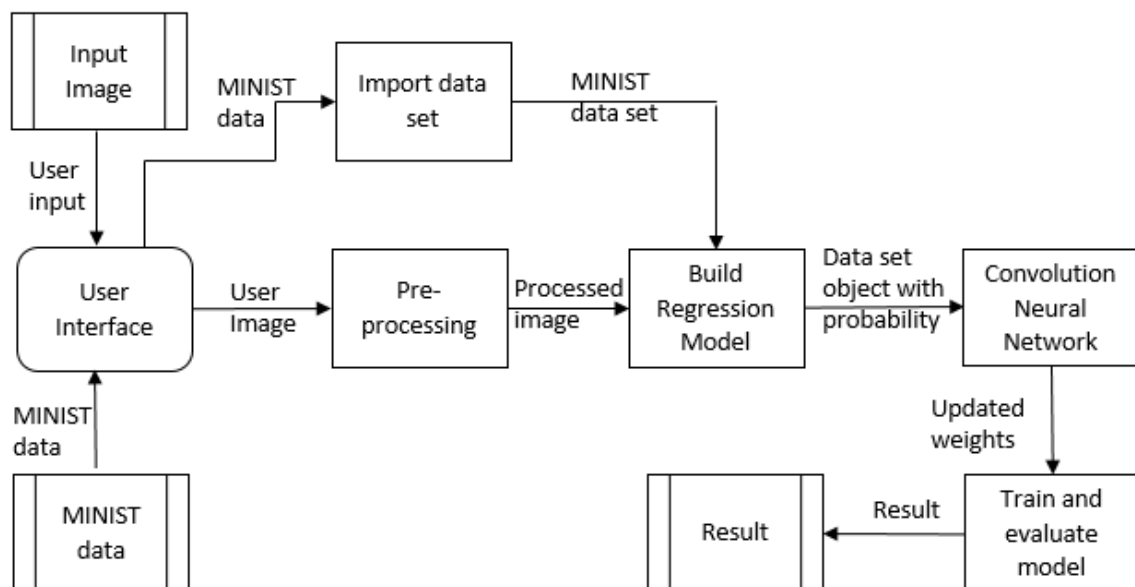 Input
Image
MINIST
data
Import data
set
MINIST
data set
User
input
User
Interface
User
Image
Pre-
processing
Processed
image
Build
Regression
Model
Data set
object with
probability
Convolution
Neural
Network
MINIST
data
Updated
weights
MINIST
data
Result
Result
Train and
evaluate
model